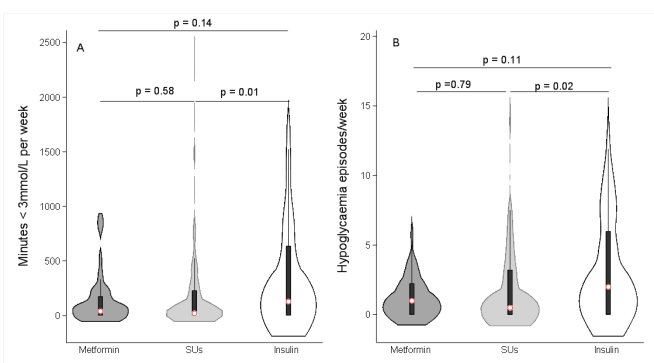 A
p = 0.14
p = 0.58
p = 0.01
Minutes < 3mmol/L per week
2500
2000
1500
1000
500
0
Metformin
SUs
Insulin
B
p = 0.11
p =0.79
p = 0.02
Hypoglycaemia episodes/week
20
15
10
5
0
Metformin
SUs
Insulin